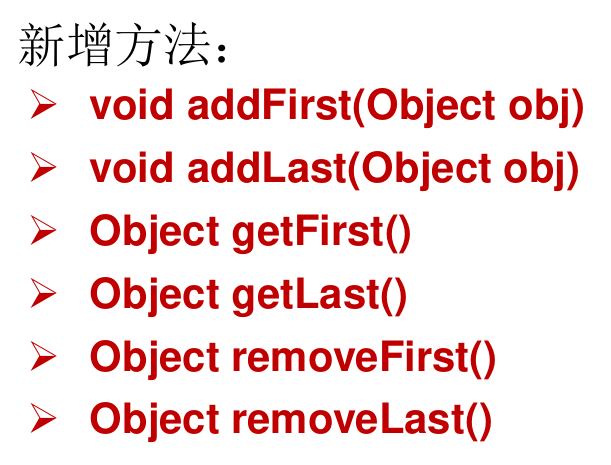 新增方法：
➢ void addFirst(Object obj)
➢ void addLast(Object obj)
➢ Object getFirst()
➢ Object getLast()
➢ Object removeFirst()
➢ Object removeLast()